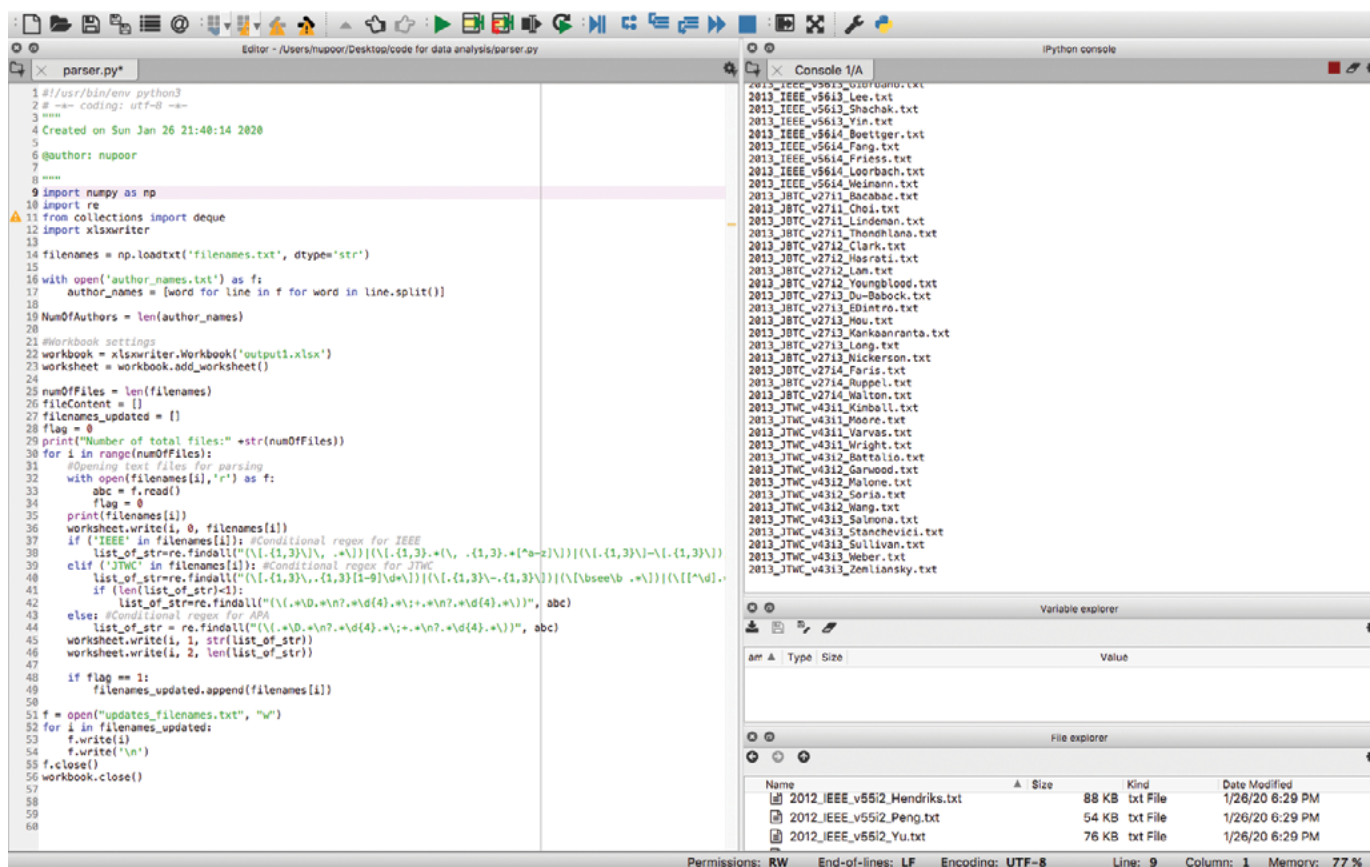 Editor - /Users/nupoor/Desktop/code for data analysis/parser.py
parser.py*
1 #!/usr/bin/env python3
2 # -*- coding: utf-8 -*-
3 """
4 Created on Sun Jan 26 21:40:14 2020
5
6 @author: nupoor
7
8 """
9 import numpy as np
10 import re
11 from collections import deque
12 import xlsxwriter
13
14 filenames = np.loadtxt('filenames.txt', dtype='str')
15
16 with open('author_names.txt') as f:
17     author_names = [word for line in f for word in line.split()]
18
19 NumOfAuthors = len(author_names)
20
21 #Workbook settings
22 workbook = xlsxwriter.Workbook('output1.xlsx')
23 worksheet = workbook.add_worksheet()
24
25 numOfFiles = len(filenames)
26 fileContent = []
27 filenames_updated = []
28 flag = 0
29 print("Number of total files:" +str(numOfFiles))
30 for i in range(numOfFiles):
31     #Opening text files for parsing
32     with open(filenames[i],'r') as f:
33         abc = f.read()
34         flag = 0
35     print(filenames[i])
36     worksheet.write(i, 0, filenames[i])
37     if ('IEEE' in filenames[i]): #Conditional regex for IEEE
38         list_of_str=re.findall("(\[.{1,3}\]\, .*\])|(\[.{1,3}.*(\, .{1,3}.*[^a-z]\])|(\[.{1,3}\]-\[.{1,3}\])
39     elif ('JTWC' in filenames[i]): #Conditional regex for JTWC
40         list_of_str=re.findall("(\[.{1,3}\,.{1,3}[1-9]\d*\])|(\[.{1,3}\-.{1,3}\])|(\[\bsee\b .*\])|(\[[^\d].
41         if (len(list_of_str)<1):
42             list_of_str=re.findall("(\(.*\D.*\n?.*\d{4}.*\;+.*\n?.*\d{4}.*\))", abc)
43     else: #Conditional regex for APA
44         list_of_str = re.findall("(\(.*\D.*\n?.*\d{4}.*\;+.*\n?.*\d{4}.*\))", abc)
45     worksheet.write(i, 1, str(list_of_str))
46     worksheet.write(i, 2, len(list_of_str))
47
48     if flag == 1:
49         filenames_updated.append(filenames[i])
50
51 f = open("updates_filenames.txt", "w")
52 for i in filenames_updated:
53     f.write(i)
54     f.write('\n')
55 f.close()
56 workbook.close()
57
58
59
60
IPython console
Console 1/A
2013_IEEE_v56i3_Giordano.txt
2013_IEEE_v56i3_Lee.txt
2013_IEEE_v56i3_Shachak.txt
2013_IEEE_v56i3_Yin.txt
2013_IEEE_v56i4_Boettger.txt
2013_IEEE_v56i4_Fang.txt
2013_IEEE_v56i4_Friess.txt
2013_IEEE_v56i4_Loorbach.txt
2013_IEEE_v56i4_Weimann.txt
2013_JBTC_v27i1_Bacabac.txt
2013_JBTC_v27i1_Choi.txt
2013_JBTC_v27i1_Lindeman.txt
2013_JBTC_v27i1_Thondhlana.txt
2013_JBTC_v27i2_Clark.txt
2013_JBTC_v27i2_Hasrati.txt
2013_JBTC_v27i2_Lam.txt
2013_JBTC_v27i2_Youngblood.txt
2013_JBTC_v27i3_Du-Babock.txt
2013_JBTC_v27i3_EDintro.txt
2013_JBTC_v27i3_Hou.txt
2013_JBTC_v27i3_Kankaanranta.txt
2013_JBTC_v27i3_Long.txt
2013_JBTC_v27i3_Nickerson.txt
2013_JBTC_v27i4_Faris.txt
2013_JBTC_v27i4_Ruppel.txt
2013_JBTC_v27i4_Walton.txt
2013_JTWC_v43i1_Kimball.txt
2013_JTWC_v43i1_Moore.txt
2013_JTWC_v43i1_Varvas.txt
2013_JTWC_v43i1_Wright.txt
2013_JTWC_v43i2_Battalio.txt
2013_JTWC_v43i2_Garwood.txt
2013_JTWC_v43i2_Malone.txt
2013_JTWC_v43i2_Soria.txt
2013_JTWC_v43i2_Wang.txt
2013_JTWC_v43i3_Salmona.txt
2013_JTWC_v43i3_Stanchevici.txt
2013_JTWC_v43i3_Sullivan.txt
2013_JTWC_v43i3_Weber.txt
2013_JTWC_v43i3_Zemliansky.txt
Variable explorer
am Type Size Value
File explorer
Name Size Kind Date Modified
2012_IEEE_v55i2_Hendriks.txt 88 KB txt File 1/26/20 6:29 PM
2012_IEEE_v55i2_Peng.txt 54 KB txt File 1/26/20 6:29 PM
2012_IEEE_v55i2_Yu.txt 76 KB txt File 1/26/20 6:29 PM
Permissions: RW End-of-lines: LF Encoding: UTF-8 Line: 9 Column: 1 Memory: 77 %